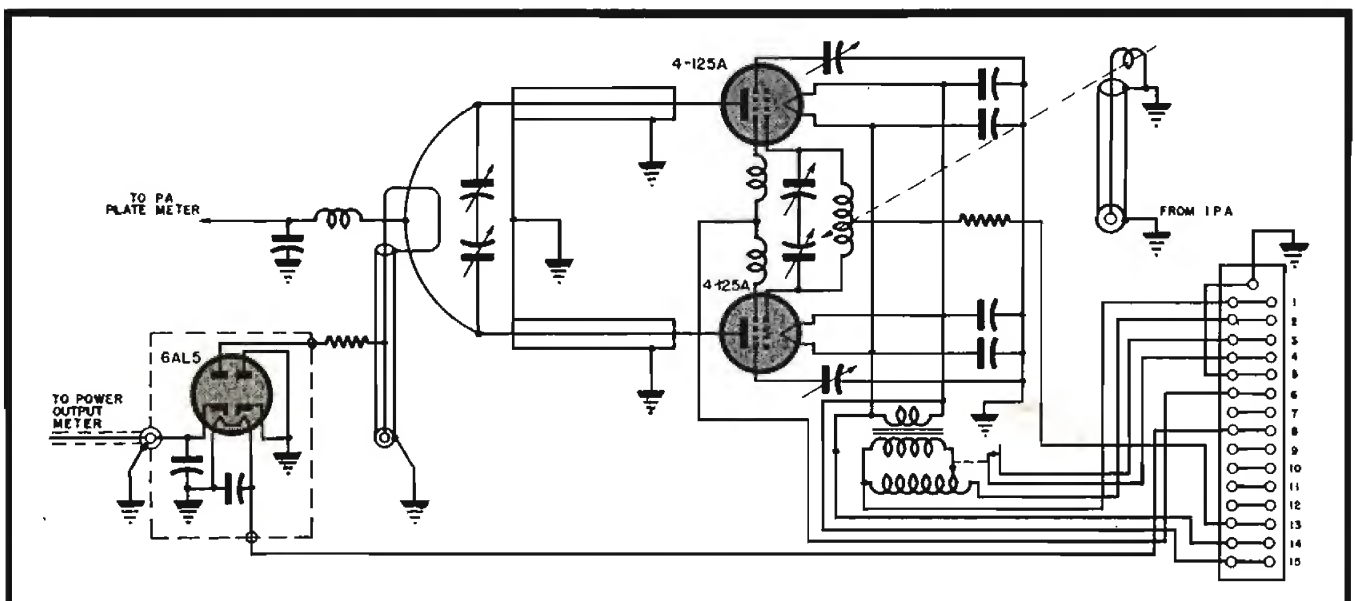 4-125A
TO PA
PLATE METER
FROM IPA
4-125A
6AL5
TO POWER
OUTPUT
METER
1
2
3
4
5
6
7
8
9
10
11
12
13
14
15